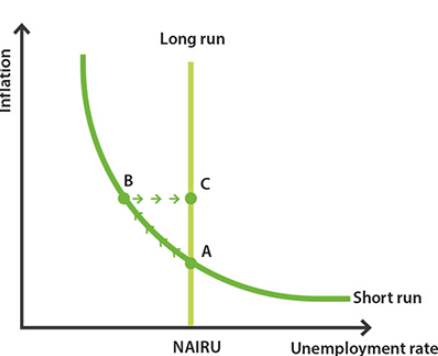 Long run
Inflation
B
C
A
Short run
NAIRU
Unemployment rate